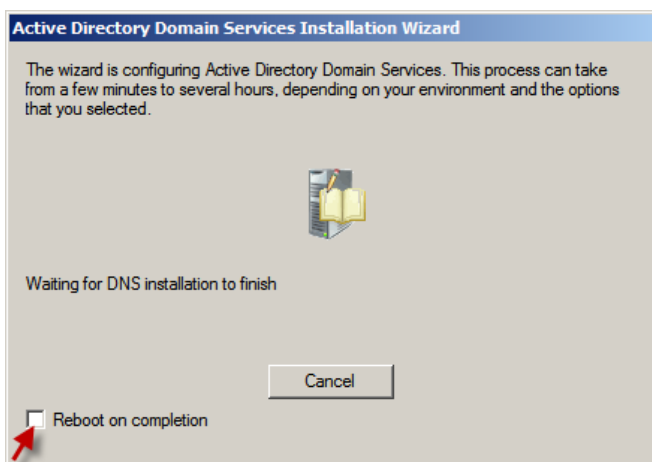 Active Directory Domain Services Installation Wizard
The wizard is configuring Active Directory Domain Services. This process can take
from a few minutes to several hours, depending on your environment and the options
that you selected.
Waiting for DNS installation to finish
Cancel
Reboot on completion